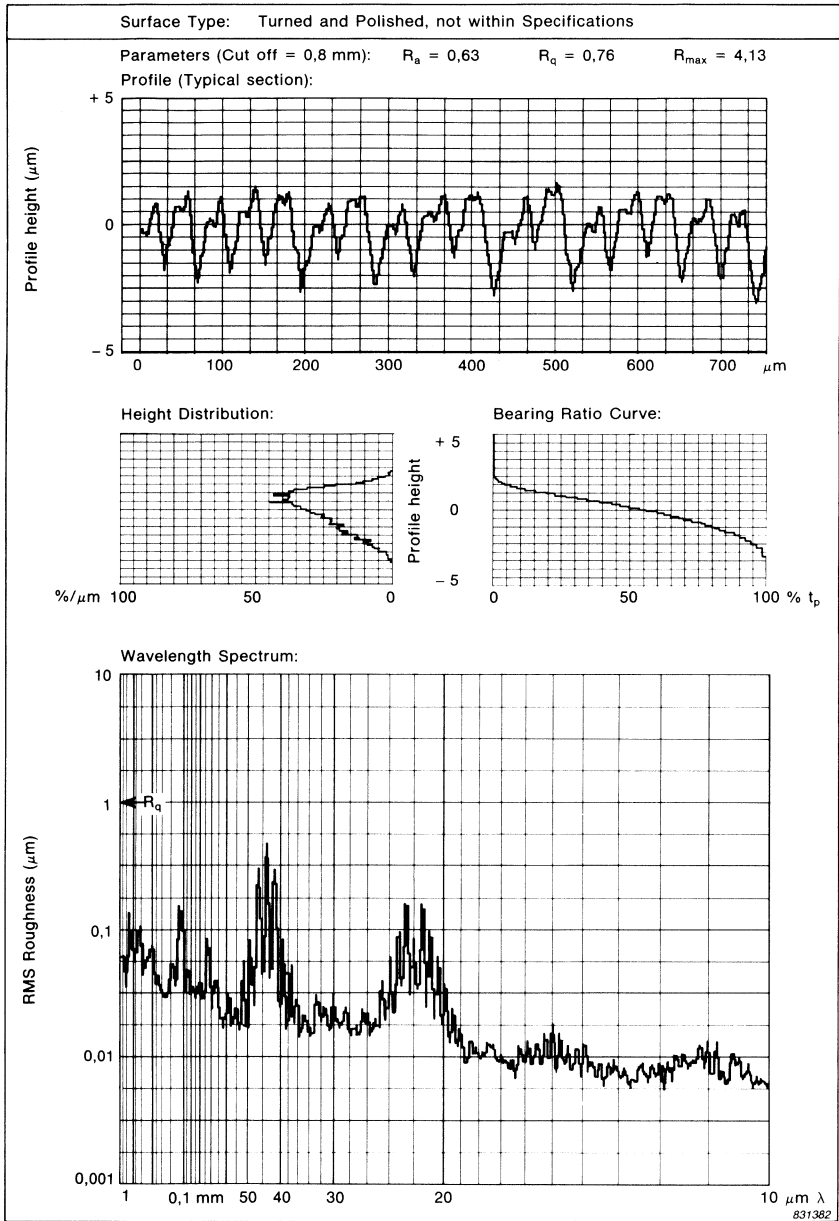 Surface Type: Turned and Polished, not within Specifications
Parameters (Cut off = 0,8 mm): Ra = 0,63 Rq = 0,76 Rmax = 4,13
Profile (Typical section):
+ 5
0
– 5
Profile height (μm)
0 100 200 300 400 500 600 700 μm
Height Distribution:
%/μm 100 50 0
Bearing Ratio Curve:
Profile height
+ 5
0
– 5
0 50 100 % tp
Wavelength Spectrum:
10
1
0,1
0,01
0,001
Rq
RMS Roughness (μm)
1 0,1 mm 50 40 30 20 10 μm λ
831382